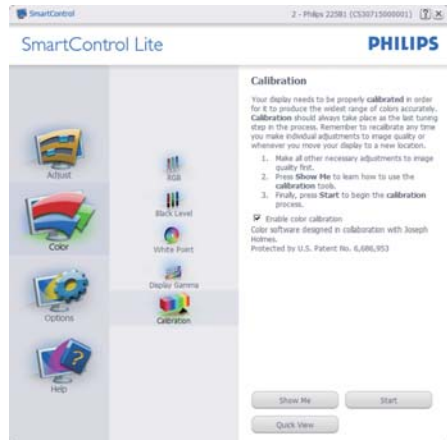 SmartControl
2 - Philips 225B1 (CS30715000001)
SmartControl Lite
PHILIPS
Adjust
Color
Options
Help
RGB
Black Level
White Point
Display Gamma
Calibration
Calibration
Your display needs to be properly calibrated in order
for it to produce the widest range of colors accurately.
Calibration should always take place as the last tuning
step in the process. Remember to recalibrate any time
you make individual adjustments to image quality or
whenever you move your display to a new location.
1. Make all other necessary adjustments to image
quality first.
2. Press Show Me to learn how to use the
calibration tools.
3. Finally, press Start to begin the calibration
process.
Enable color calibration
Color software designed in collaboration with Joseph
Holmes.
Protected by U.S. Patent No. 6,686,953
Show Me
Start
Quick View